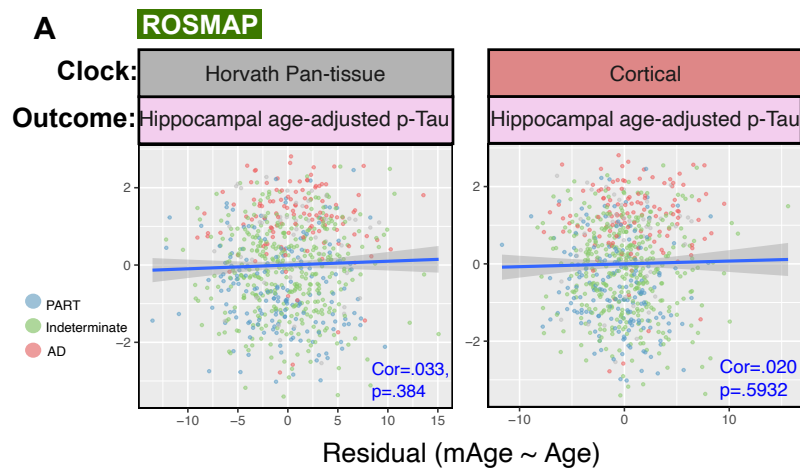 A
ROSMAP
Clock:
Horvath Pan-tissue
Cortical
Outcome:
Hippocampal age-adjusted p-Tau
Hippocampal age-adjusted p-Tau
2
0
−2
PART
Indeterminate
AD
Cor=.033,
p=.384
−10
−5
0
5
10
15
2
0
−2
Cor=.020
p=.5932
−10
0
10
Residual (mAge ~ Age)